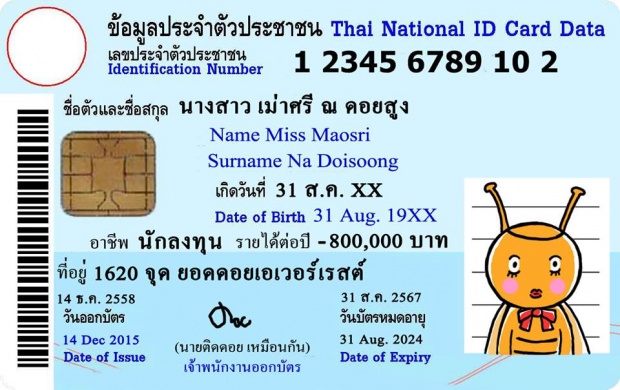 ข้อมูลประจำตัวประชาชน Thai National ID Card Data
เลขประจำตัวประชาชน
Identification Number 1 2345 6789 10 2
ชื่อตัวและชื่อสกุล นางสาว เม่าศรี ณ ดอยสูง
Name Miss Maosri
Surname Na Doisoong
เกิดวันที่ 31 ส.ค. XX
Date of Birth 31 Aug. 19XX
อาชีพ นักลงทุน รายได้ต่อปี -800,000 บาท
ที่อยู่ 1620 จุด ยอดดอยเอเวอร์เรสต์
14 ธ.ค. 2558
วันออกบัตร
14 Dec 2015
Date of Issue
(นายติดดอย เหมือนกัน)
เจ้าพนักงานออกบัตร
31 ส.ค. 2567
วันบัตรหมดอายุ
31 Aug. 2024
Date of Expiry